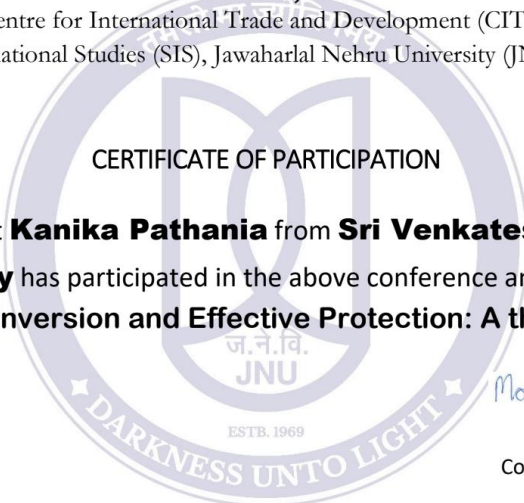 entre for International Trade and Development (CIT
national Studies (SIS), Jawaharlal Nehru University (JN
CERTIFICATE OF PARTICIPATION
Kanika Pathania from Sri Venkates
y has participated in the above conference an
nversion and Effective Protection: A th
ज.ने.वि.
JNU
ESTB. 1969
DARKNESS UNTO LIGHT
Co